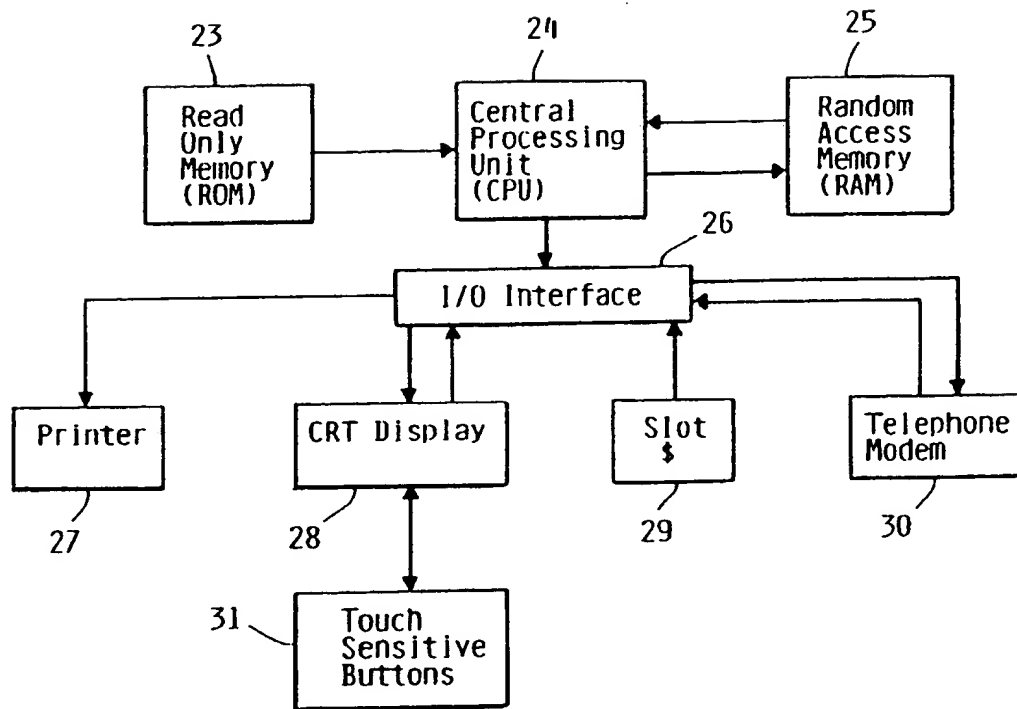 23
24
25
Read
Only
Memory
(ROM)
Central
Processing
Unit
(CPU)
Random
Access
Memory
(RAM)
26
I/O Interface
Printer
CRT Display
Slot
$
Telephone
Modem
27
28
29
30
31
Touch
Sensitive
Buttons